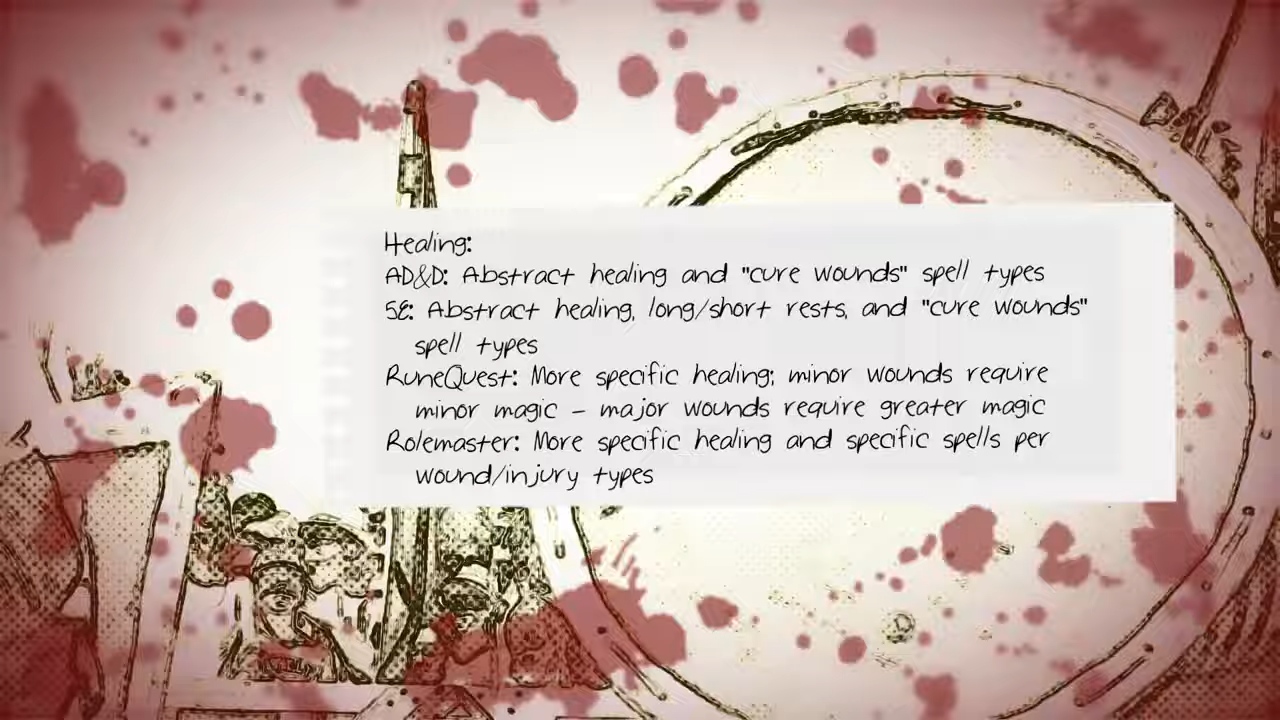 Healing:
AD&D: Abstract healing and "cure wounds" spell types
5E: Abstract healing, long/short rests, and "cure wounds"
spell types
RuneQuest: More specific healing; minor wounds require
minor magic - major wounds require greater magic
Rolemaster: More specific healing and specific spells per
wound/injury types